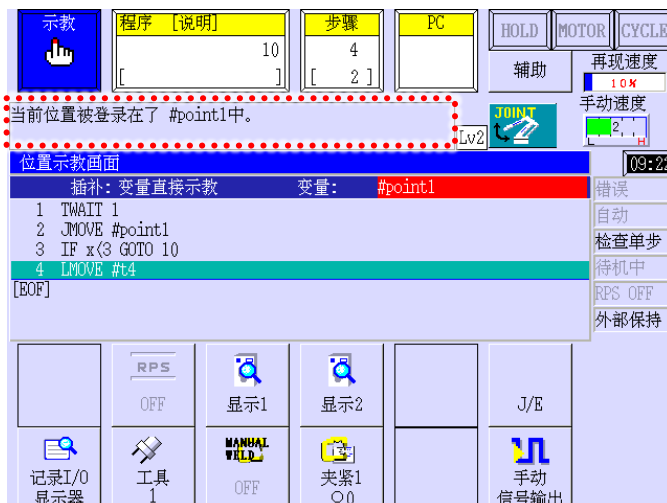 示教
程序 [说明]
10
[ ]
步骤
4
[ 2 ]
PC
HOLD
MOTOR
CYCLE
辅助
再现速度
10%
手动速度
2
L
H
当前位置被登录在了 #point1中。
Lv2
JOINT
位置示教画面
09:22
插补: 变量直接示教 变量: #point1
1 TWAIT 1
2 JMOVE #point1
3 IF x<3 GOTO 10
4 LMOVE #t4
[EOF]
错误
自动
检查单步
待机中
RPS OFF
外部保持
RPS
OFF
显示1
显示2
J/E
记录I/O
显示器
工具
1
MANUAL
WELD
OFF
夹紧1
手动
信号输出